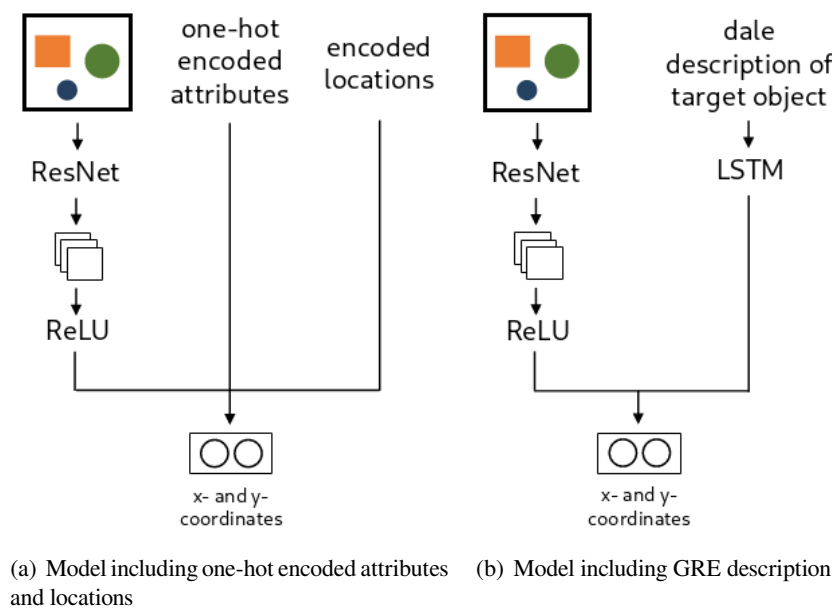 one-hot
encoded
attributes
encoded
locations
ResNet
ReLU
x- and y-
coordinates
(a) Model including one-hot encoded attributes
and locations
dale
description of
target object
ResNet
LSTM
ReLU
x- and y-
coordinates
(b) Model including GRE description